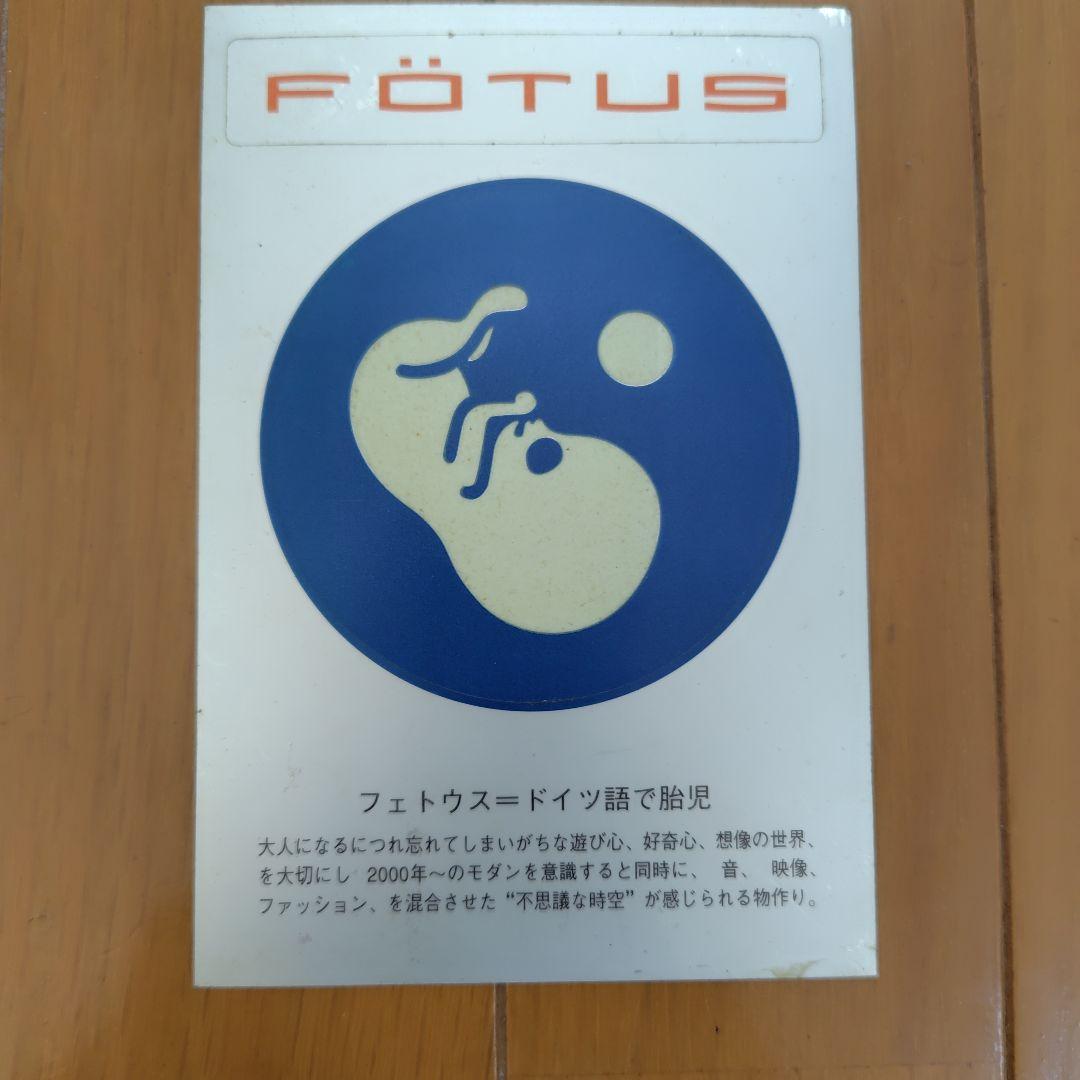 FÖTUS
フェトウス＝ドイツ語で胎児
大人になるにつれ忘れてしまいがちな遊び心、好奇心、想像の世界、
を大切にし 2000年～のモダンを意識すると同時に、 音、 映像、
ファッション、を混合させた“不思議な時空”が感じられる物作り。